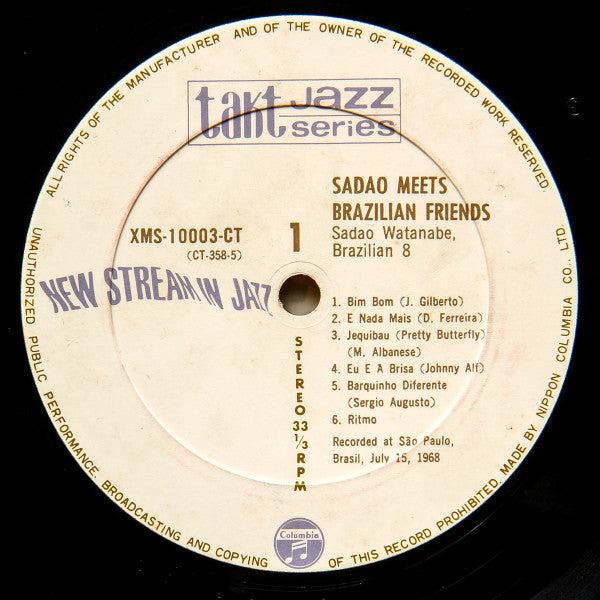 ALL RIGHTS OF THE MANUFACTURER AND OF THE OWNER OF THE RECORDED WORK RESERVED.
UNAUTHORIZED PUBLIC PERFORMANCE. BROADCASTING AND COPYING OF THIS RECORD PROHIBITED. MADE BY NIPPON COLUMBIA CO., LTD.
takt jazz
series
SADAO MEETS
BRAZILIAN FRIENDS
Sadao Watanabe,
Brazilian 8
XMS-10003-CT
(CT-358-5)
1
NEW STREAM IN JAZZ
STEREO 33 1/3 RPM
1. Bim Bom (J. Gilberto)
2. E Nada Mais (D. Ferreira)
3. Jequibau (Pretty Butterfly)
(M. Albanese)
4. Eu E A Brisa (Johnny Alf)
5. Barquinho Diferente
(Sergio Augusto)
6. Ritmo
Recorded at São Paulo,
Brasil, July 15, 1968
Columbia